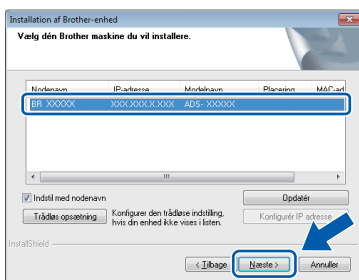 Installation af Brother-enhed
Vælg dén Brother maskine du vil installere.
Nodenavn IP-adresse Modelnavn Placering MAC-ad
BR XXXXX XXX.XXX.X.XXX ADS- XXXXX
Indstil med nodenavn
Opdatér
Trådløs opsætning
Konfigurer den trådløse indstilling,
hvis din enhed ikke vises i listen.
Konfigurér IP adresse
InstallShield
< Tilbage Næste > Annuller